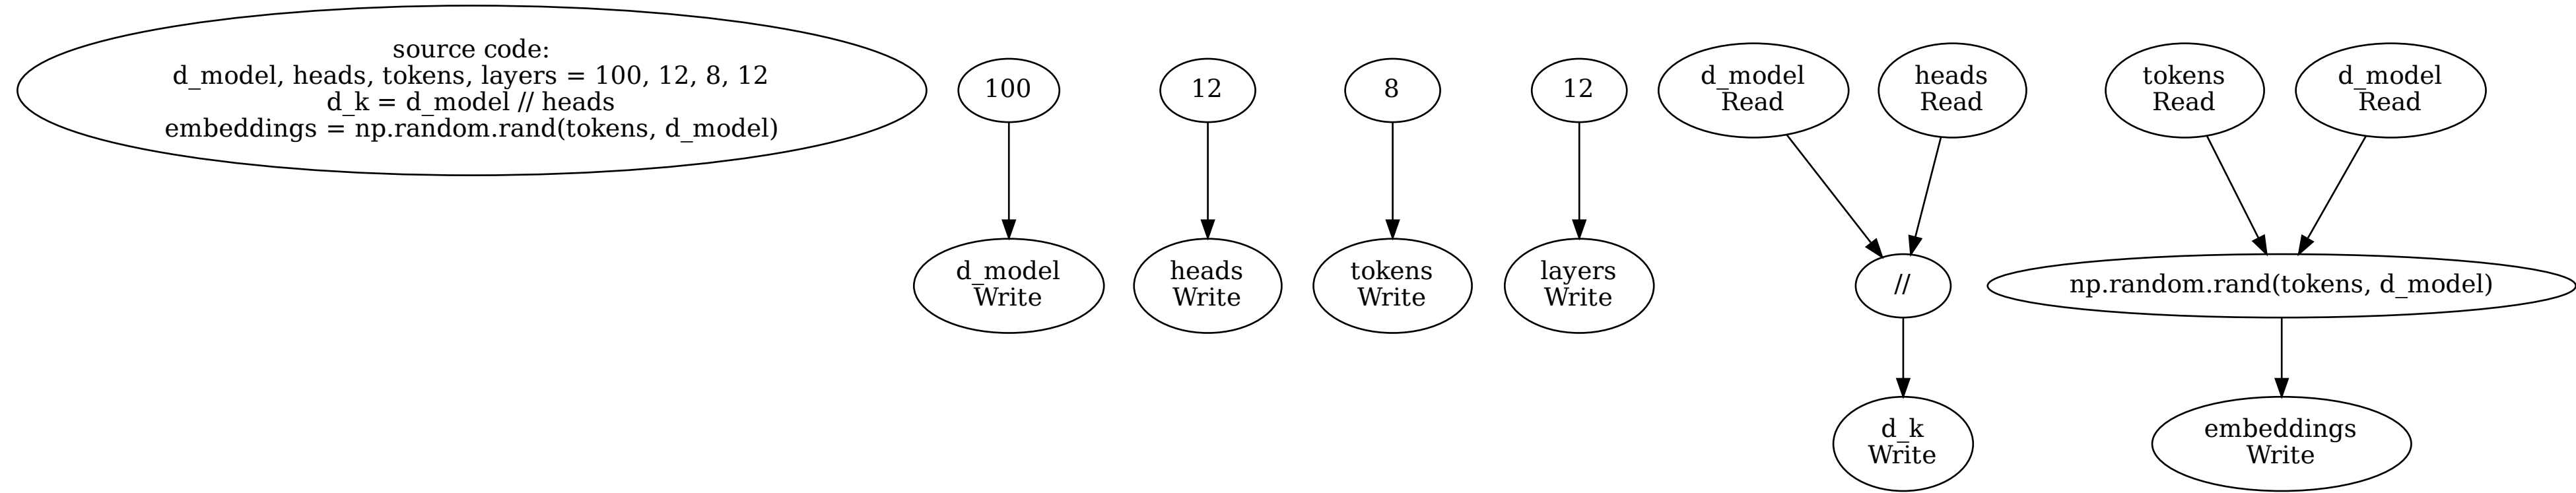 source code:
d_model, heads, tokens, layers = 100, 12, 8, 12
d_k = d_model // heads
embeddings = np.random.rand(tokens, d_model)
100
12
8
12
d_model
Read
heads
Read
tokens
Read
d_model
Read
d_model
Write
heads
Write
tokens
Write
layers
Write
//
np.random.rand(tokens, d_model)
d_k
Write
embeddings
Write